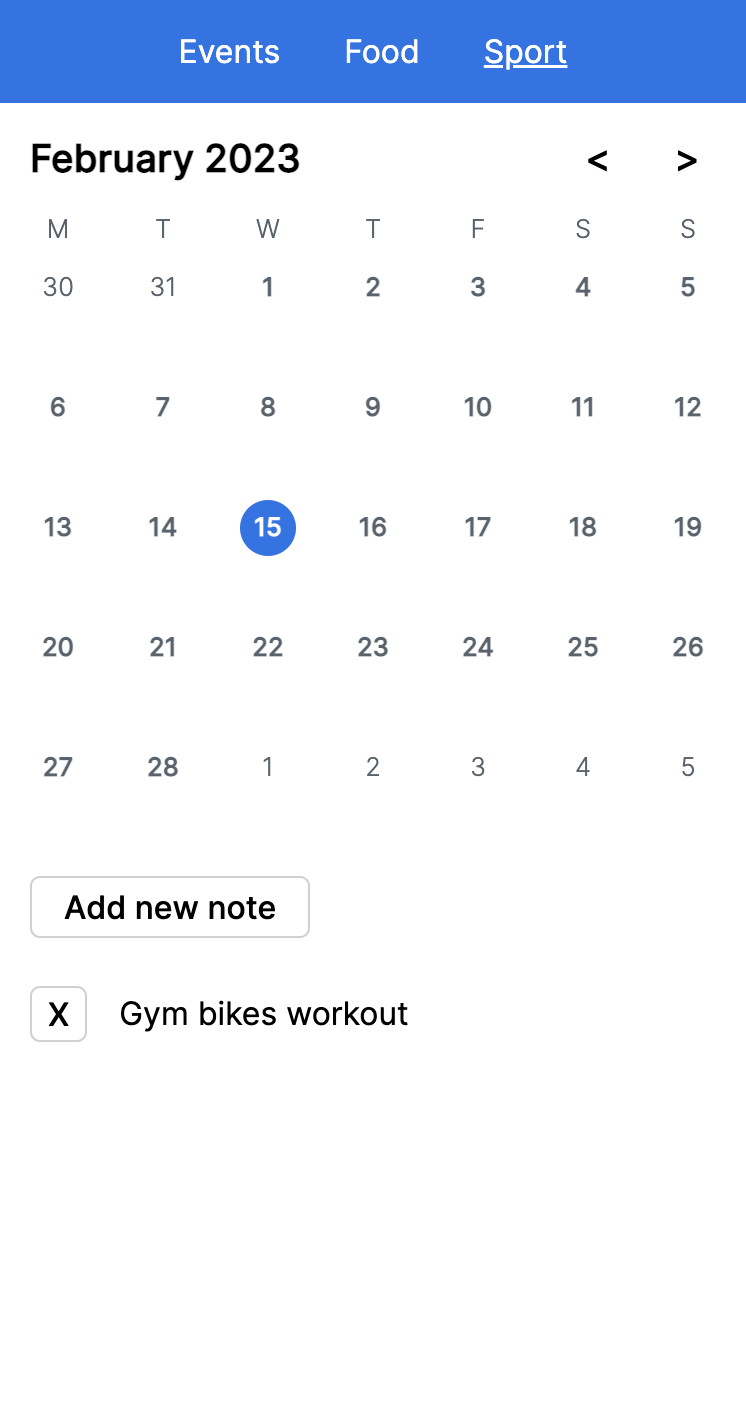 Events Food Sport
February 2023 < >
M T W T F S S
30 31 1 2 3 4 5
6 7 8 9 10 11 12
13 14 15 16 17 18 19
20 21 22 23 24 25 26
27 28 1 2 3 4 5
Add new note
X Gym bikes workout